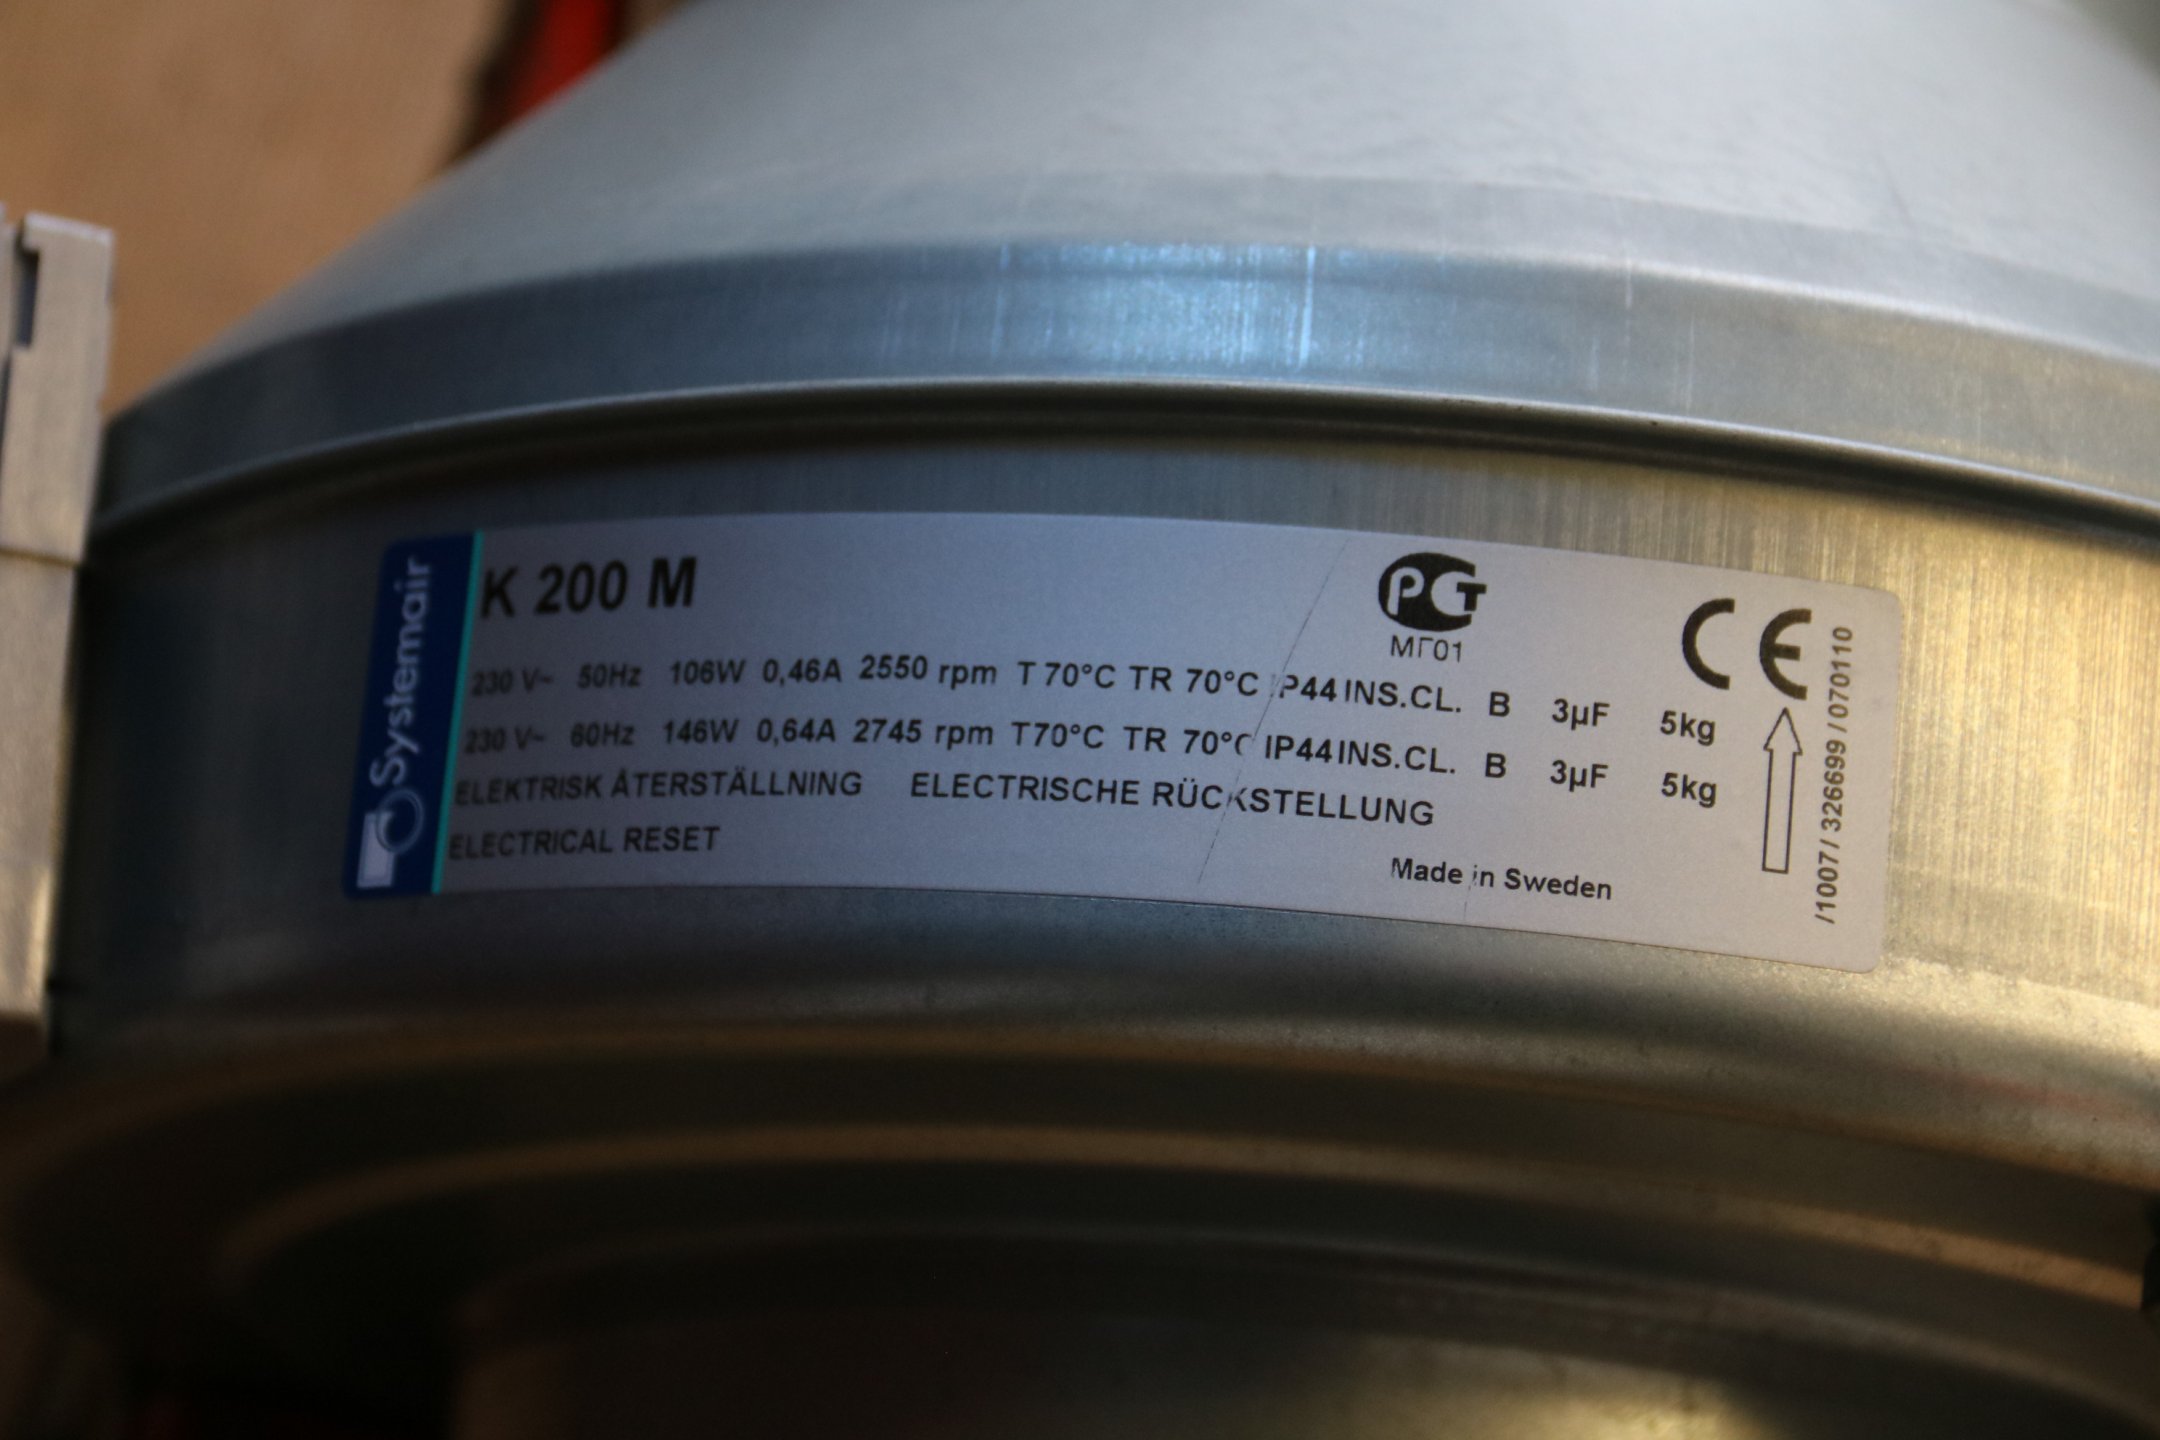 Systemair
K 200 M
PCT
МГ01
CE
230 V~ 50Hz 106W 0,46A 2550 rpm T 70°C TR 70°C IP44 INS.CL. B 3µF 5kg
230 V~ 60Hz 146W 0,64A 2745 rpm T70°C TR 70°C IP44 INS.CL. B 3µF 5kg
ELEKTRISK ÅTERSTÄLLNING ELECTRISCHE RÜCKSTELLUNG
ELECTRICAL RESET
Made in Sweden
/1007/ 326699 / 070110